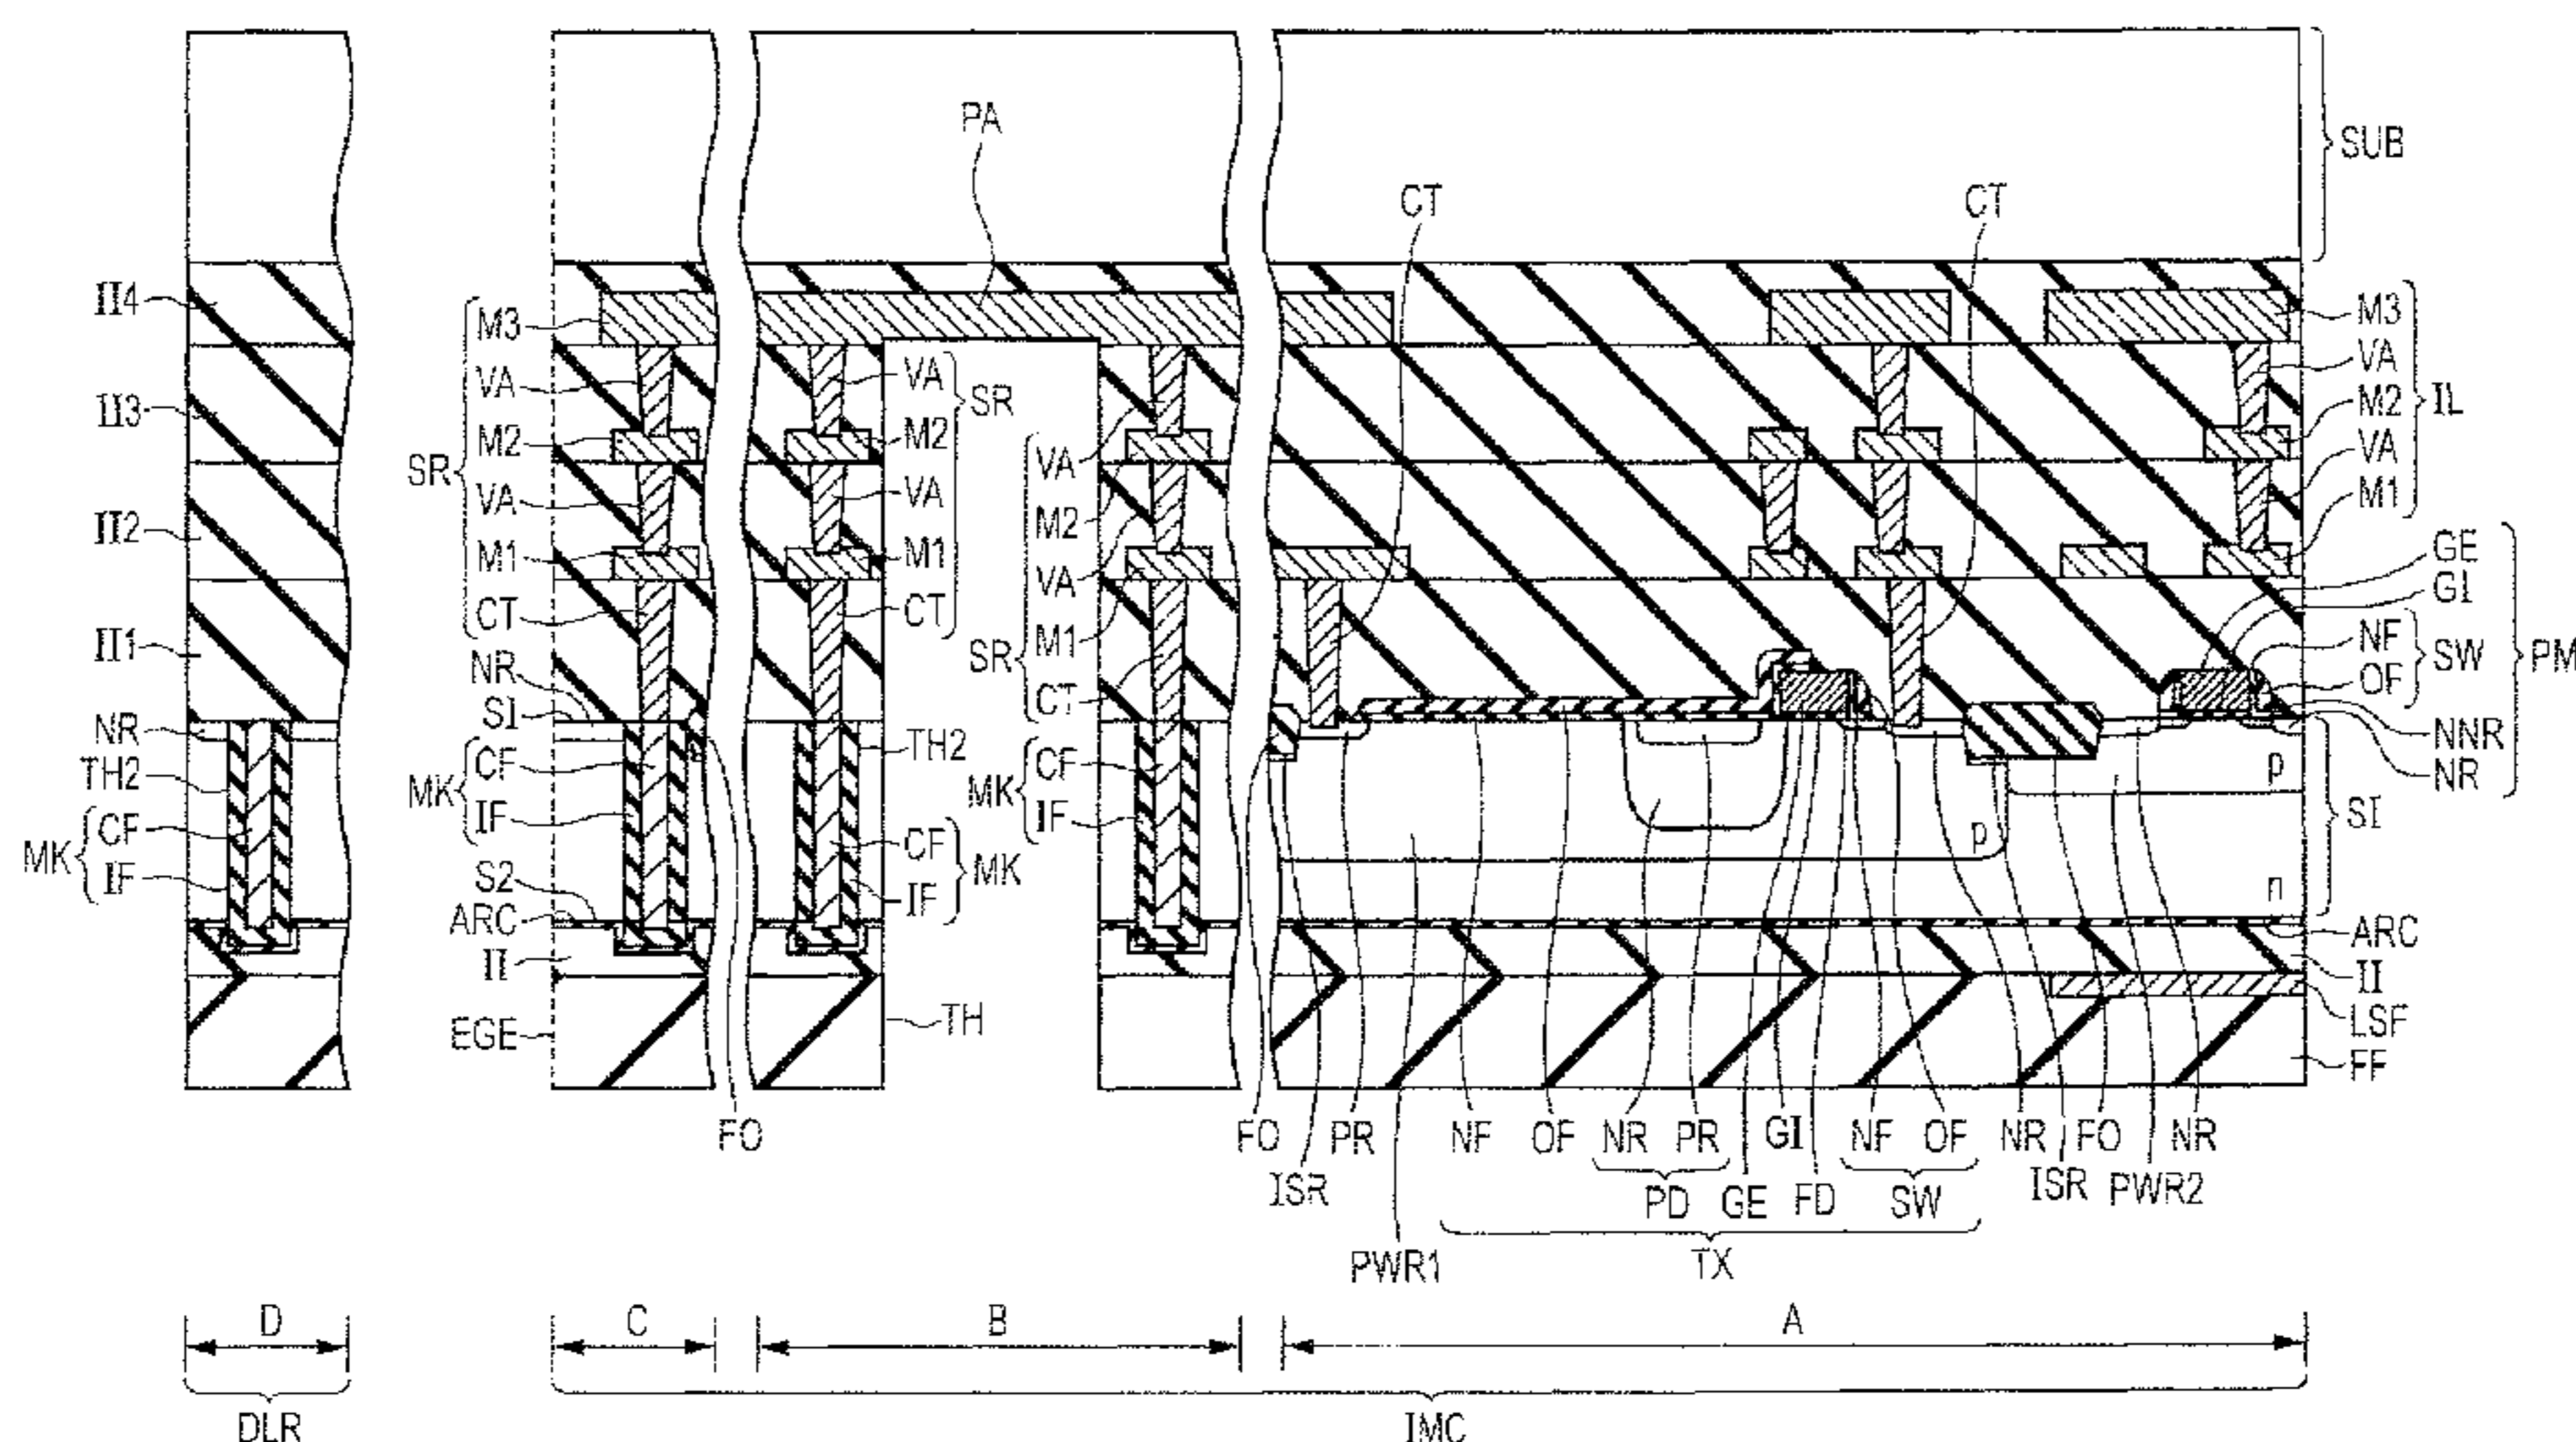 PA
SUB
CT
CT
II4
II3
II2
II1
M3
VA
M2
VA
M1
CT
SR
VA
M2
VA
M1
CT
SR
VA
M2
VA
M1
CT
SR
M3
VA
M2
VA
M1
IL
GE
GI
NF
OF
SW
NNR
NR
PM
NR
SI
NR
TH2
CF
IF
MK
CF
IF
MK
TH2
CF
IF
MK
CF
IF
MK
p
p
n
SI
S2
ARC
II
EGE
TH
ARC
II
LSF
FF
FO
FO
ISR
PR
NF
OF
NR
PR
PD
GE
GI
FD
NF
OF
SW
NR
ISR
FO
PWR2
NR
PWR1
TX
D
C
B
A
DLR
IMC